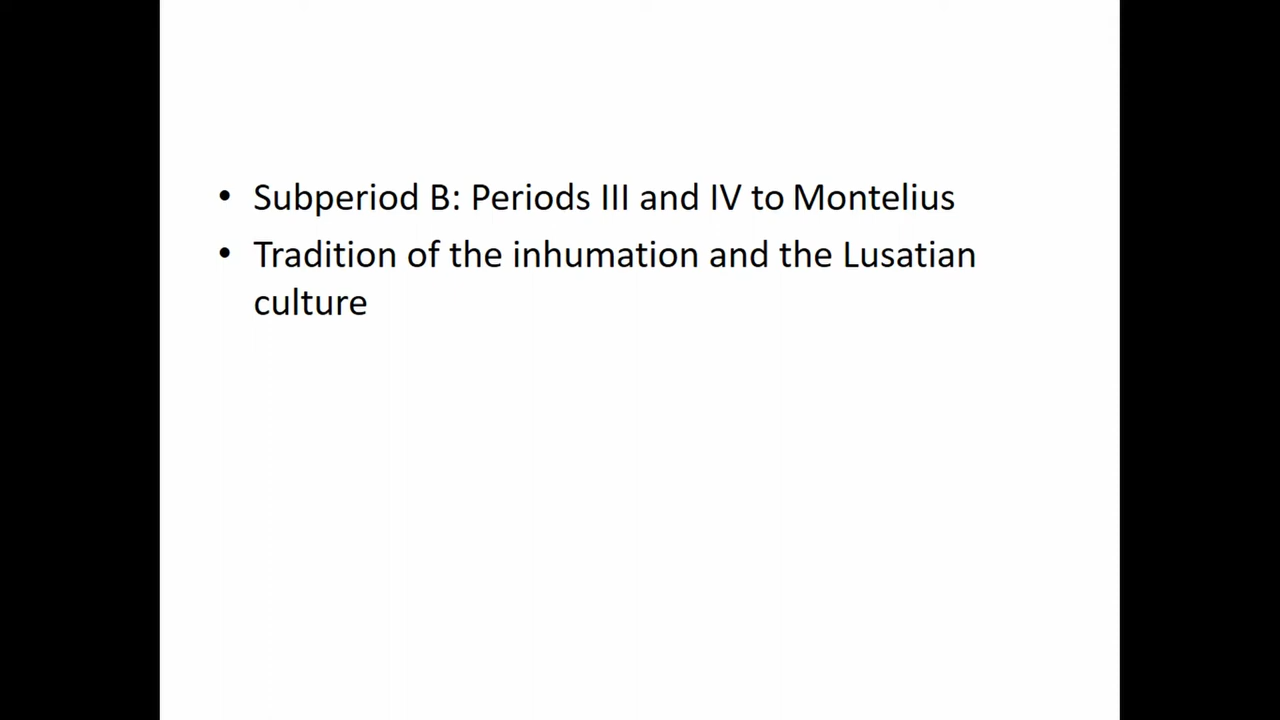 • Subperiod B: Periods III and IV to Montelius
• Tradition of the inhumation and the Lusatian
culture